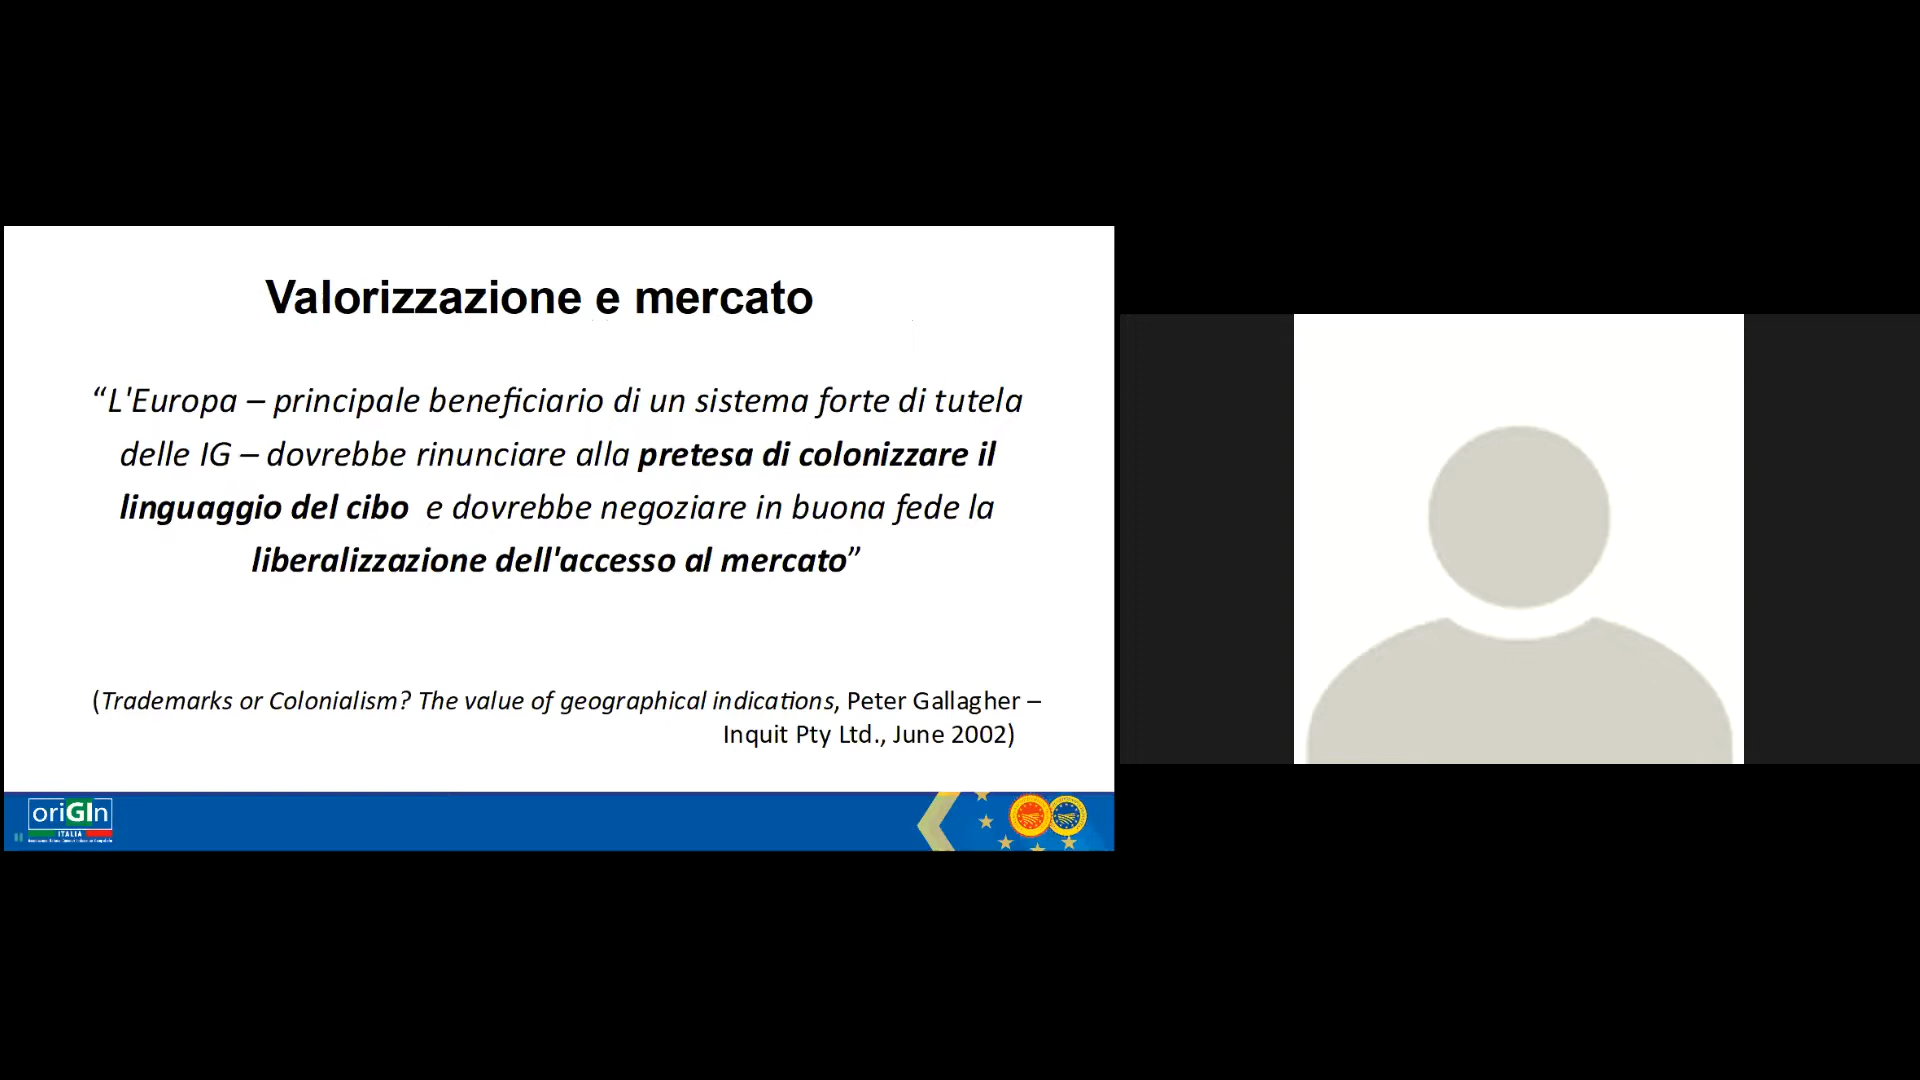 Valorizzazione e mercato
“L'Europa – principale beneficiario di un sistema forte di tutela
delle IG – dovrebbe rinunciare alla pretesa di colonizzare il
linguaggio del cibo e dovrebbe negoziare in buona fede la
liberalizzazione dell'accesso al mercato”
(Trademarks or Colonialism? The value of geographical indications, Peter Gallagher –
Inquit Pty Ltd., June 2002)
oriGIn
ITALIA